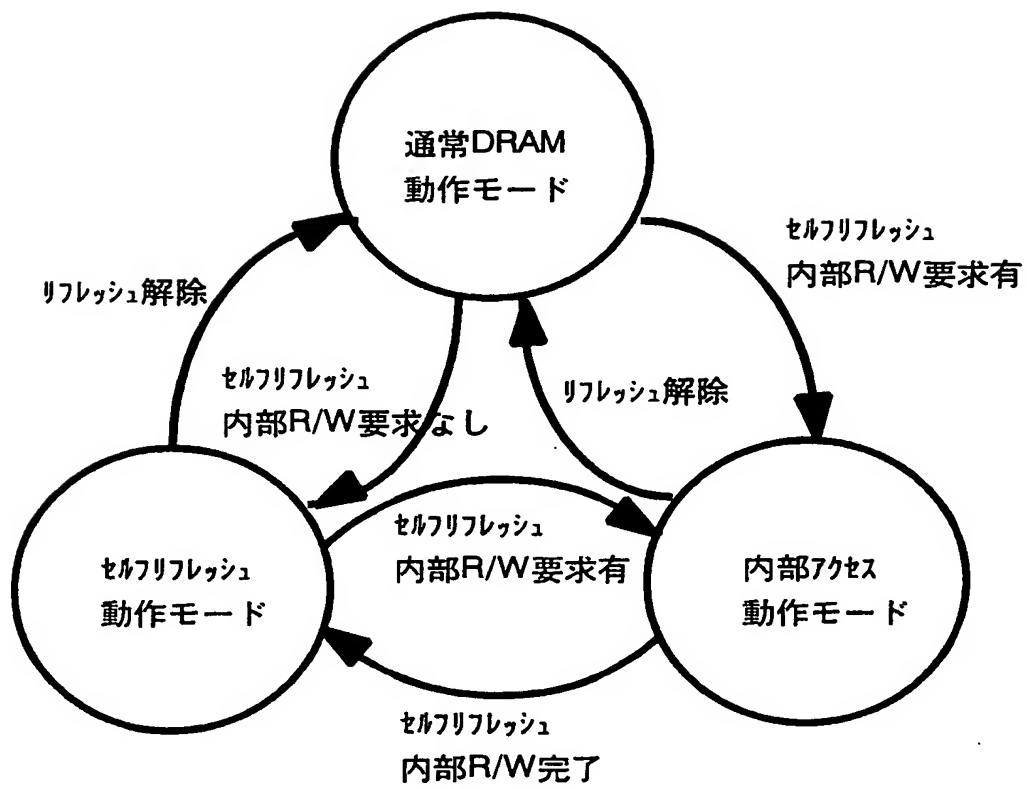 通常DRAM
動作モード
ｾﾙﾌﾘﾌﾚｯｼｭ
内部R/W要求有
ﾘﾌﾚｯｼｭ解除
ｾﾙﾌﾘﾌﾚｯｼｭ
内部R/W要求なし
ﾘﾌﾚｯｼｭ解除
ｾﾙﾌﾘﾌﾚｯｼｭ
内部R/W要求有
ｾﾙﾌﾘﾌﾚｯｼｭ
動作モード
内部ｱｸｾｽ
動作モード
ｾﾙﾌﾘﾌﾚｯｼｭ
内部R/W完了